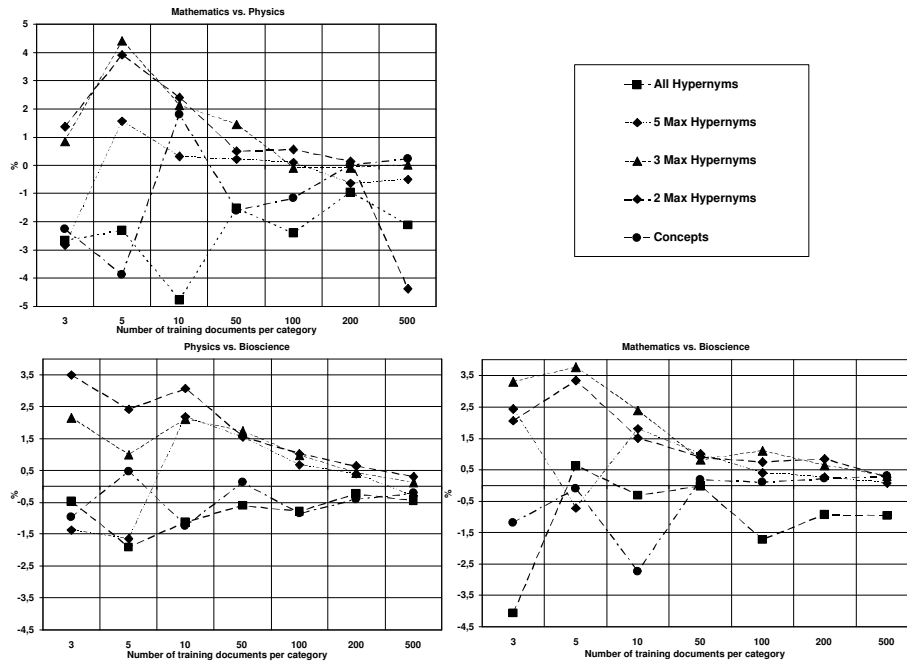 Mathematics vs. Physics
5
4
3
2
1
0
-1
-2
-3
-4
-5
%
3 5 10 50 100 200 500
Number of training documents per category
All Hypernyms
5 Max Hypernyms
3 Max Hypernyms
2 Max Hypernyms
Concepts
Physics vs. Bioscience
3,5
2,5
1,5
0,5
-0,5
-1,5
-2,5
-3,5
-4,5
%
3 5 10 50 100 200 500
Number of training documents per category
Mathematics vs. Bioscience
3,5
2,5
1,5
0,5
-0,5
-1,5
-2,5
-3,5
-4,5
%
3 5 10 50 100 200 500
Number of training documents per category